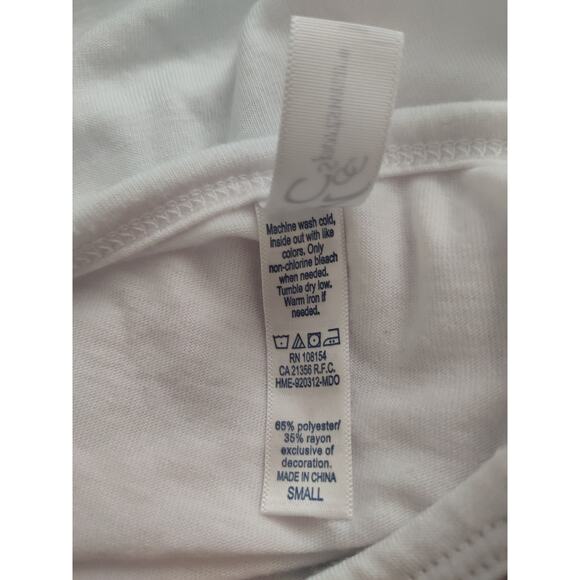 Machine wash cold,
inside out with like
colors. Only
non-chlorine bleach
when needed.
Tumble dry low.
Warm iron if
needed.
RN 108154
CA 21356 R.F.C.
HME-920312-MDO
65% polyester/
35% rayon
exclusive of
decoration.
MADE IN CHINA
SMALL